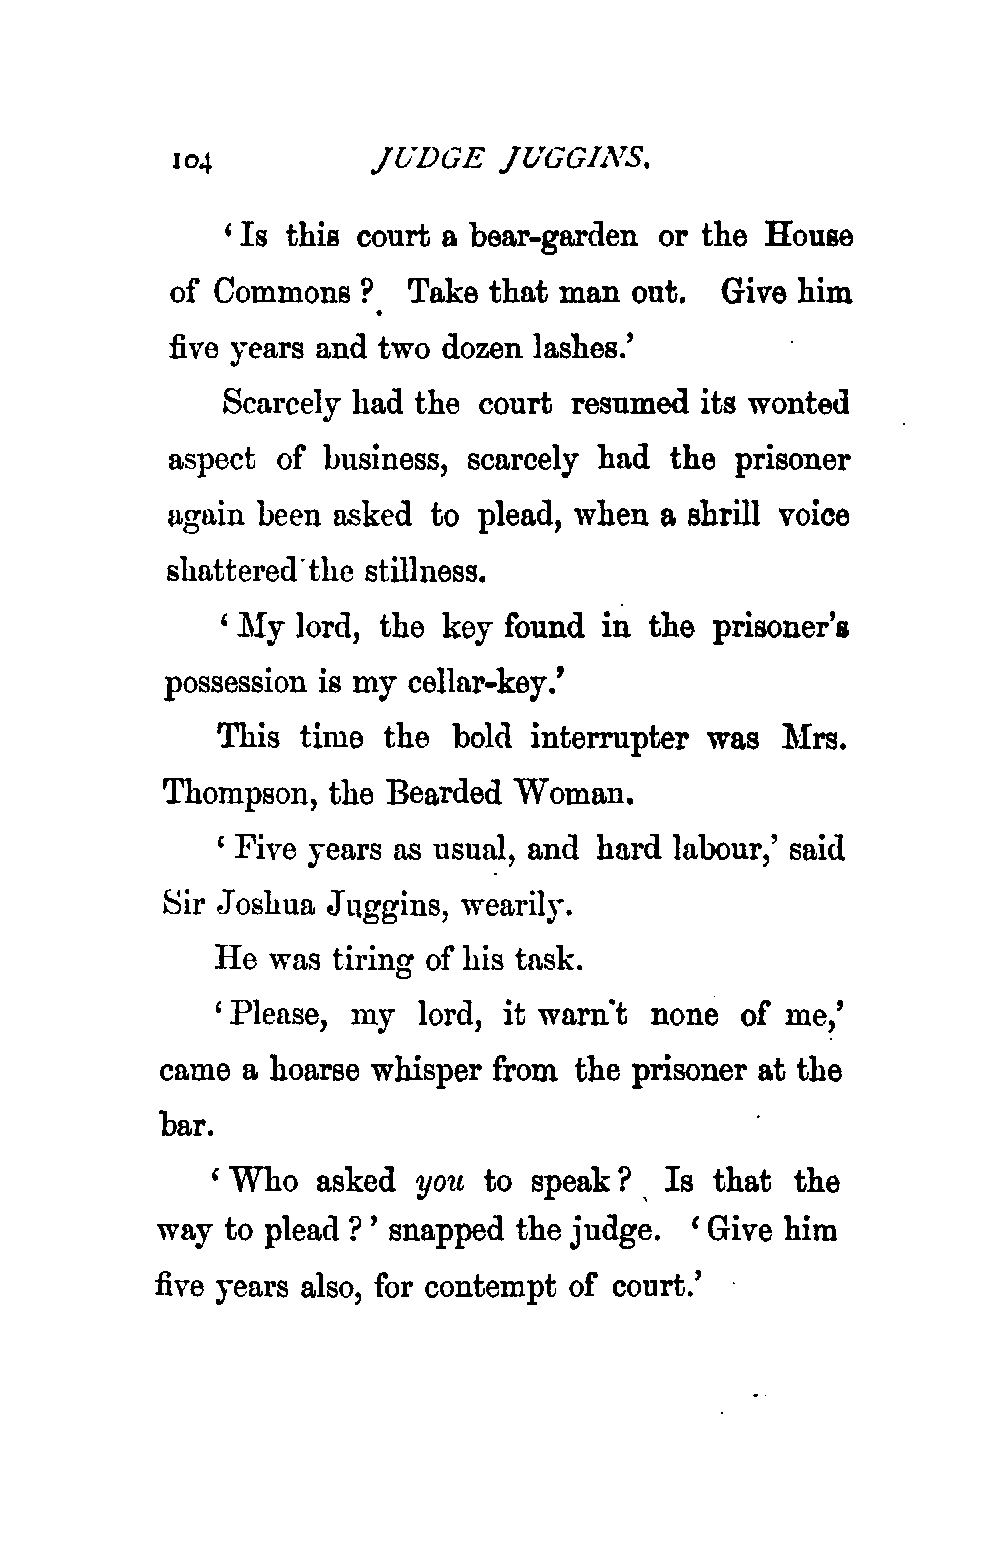 104 JUDGE JUGGINS.
‘Is this court a bear-garden or the House
of Commons? Take that man out. Give him
five years and two dozen lashes.’
Scarcely had the court resumed its wonted
aspect of business, scarcely had the prisoner
again been asked to plead, when a shrill voice
shattered the stillness.
‘My lord, the key found in the prisoner’s
possession is my cellar-key.’
This time the bold interrupter was Mrs.
Thompson, the Bearded Woman.
‘Five years as usual, and hard labour,’ said
Sir Joshua Juggins, wearily.
He was tiring of his task.
‘Please, my lord, it warn’t none of me,’
came a hoarse whisper from the prisoner at the
bar.
‘Who asked you to speak? Is that the
way to plead?’ snapped the judge. ‘Give him
five years also, for contempt of court.’